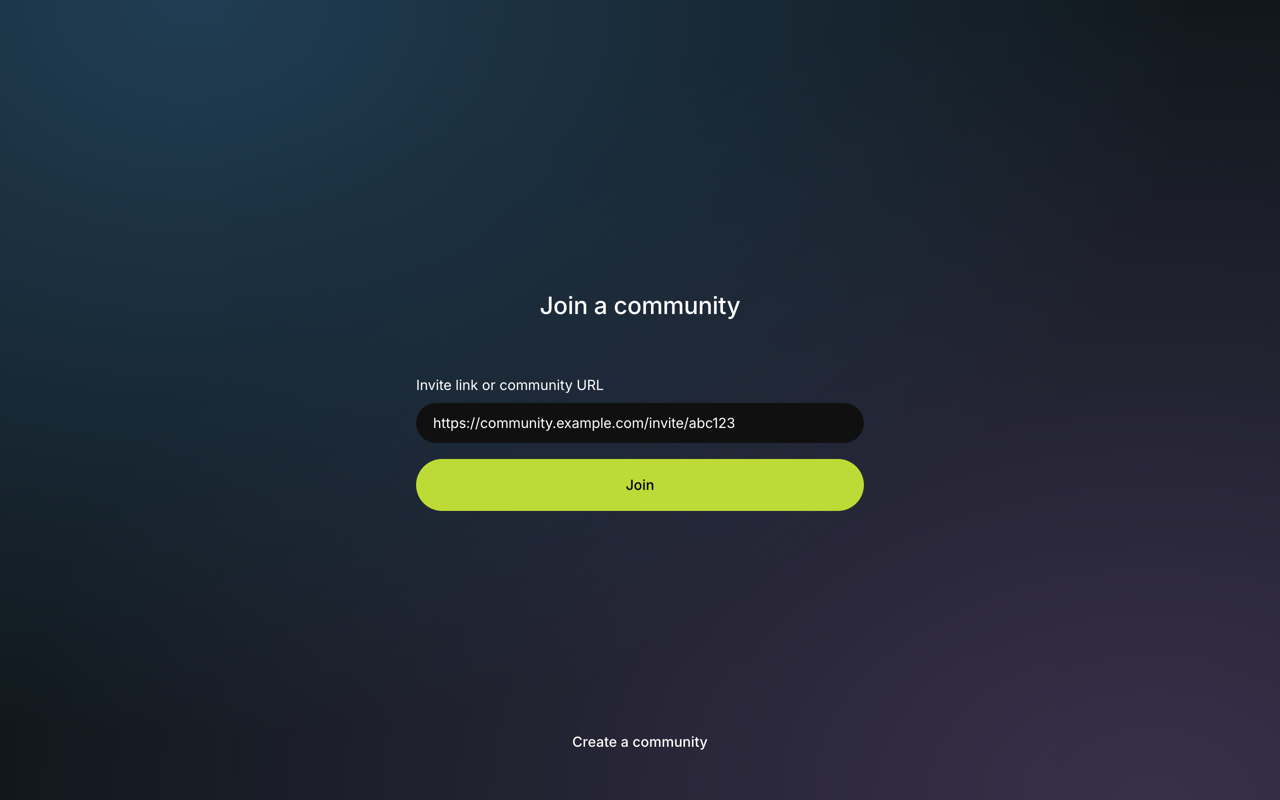 Join a community
Invite link or community URL
https://community.example.com/invite/abc123
Join
Create a community